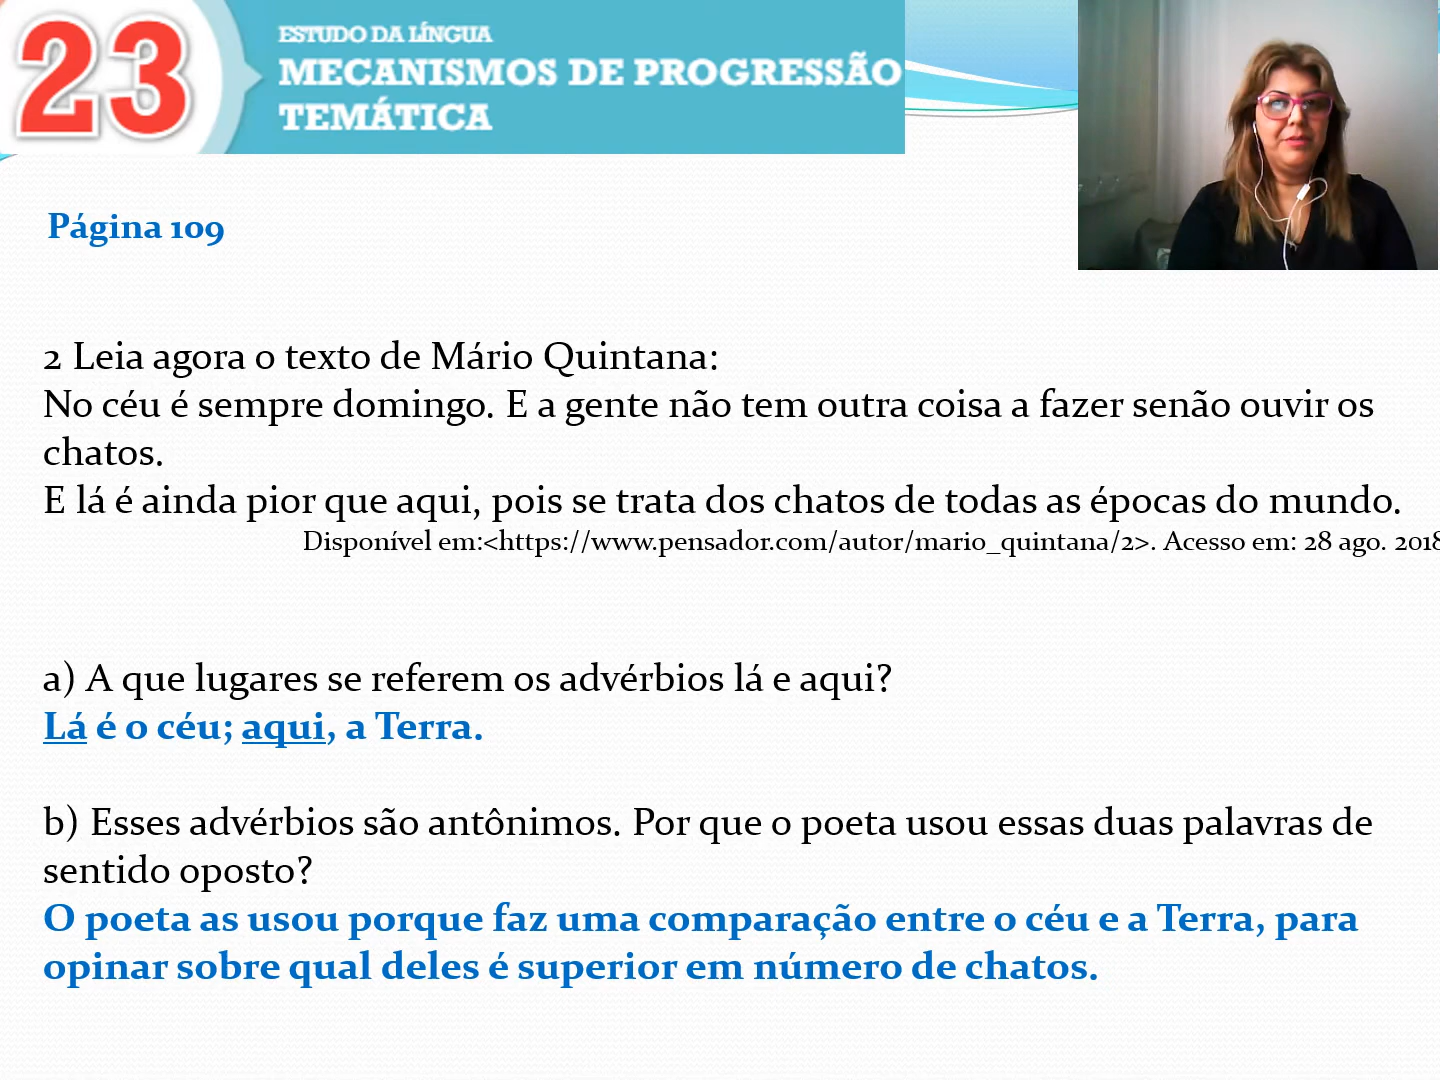 23
ESTUDO DA LÍNGUA
MECANISMOS DE PROGRESSÃO
TEMÁTICA
Página 109
2 Leia agora o texto de Mário Quintana:
No céu é sempre domingo. E a gente não tem outra coisa a fazer senão ouvir os
chatos.
E lá é ainda pior que aqui, pois se trata dos chatos de todas as épocas do mundo.
Disponível em:<https://www.pensador.com/autor/mario_quintana/2>. Acesso em: 28 ago. 2018
a) A que lugares se referem os advérbios lá e aqui?
Lá é o céu; aqui, a Terra.
b) Esses advérbios são antônimos. Por que o poeta usou essas duas palavras de
sentido oposto?
O poeta as usou porque faz uma comparação entre o céu e a Terra, para
opinar sobre qual deles é superior em número de chatos.